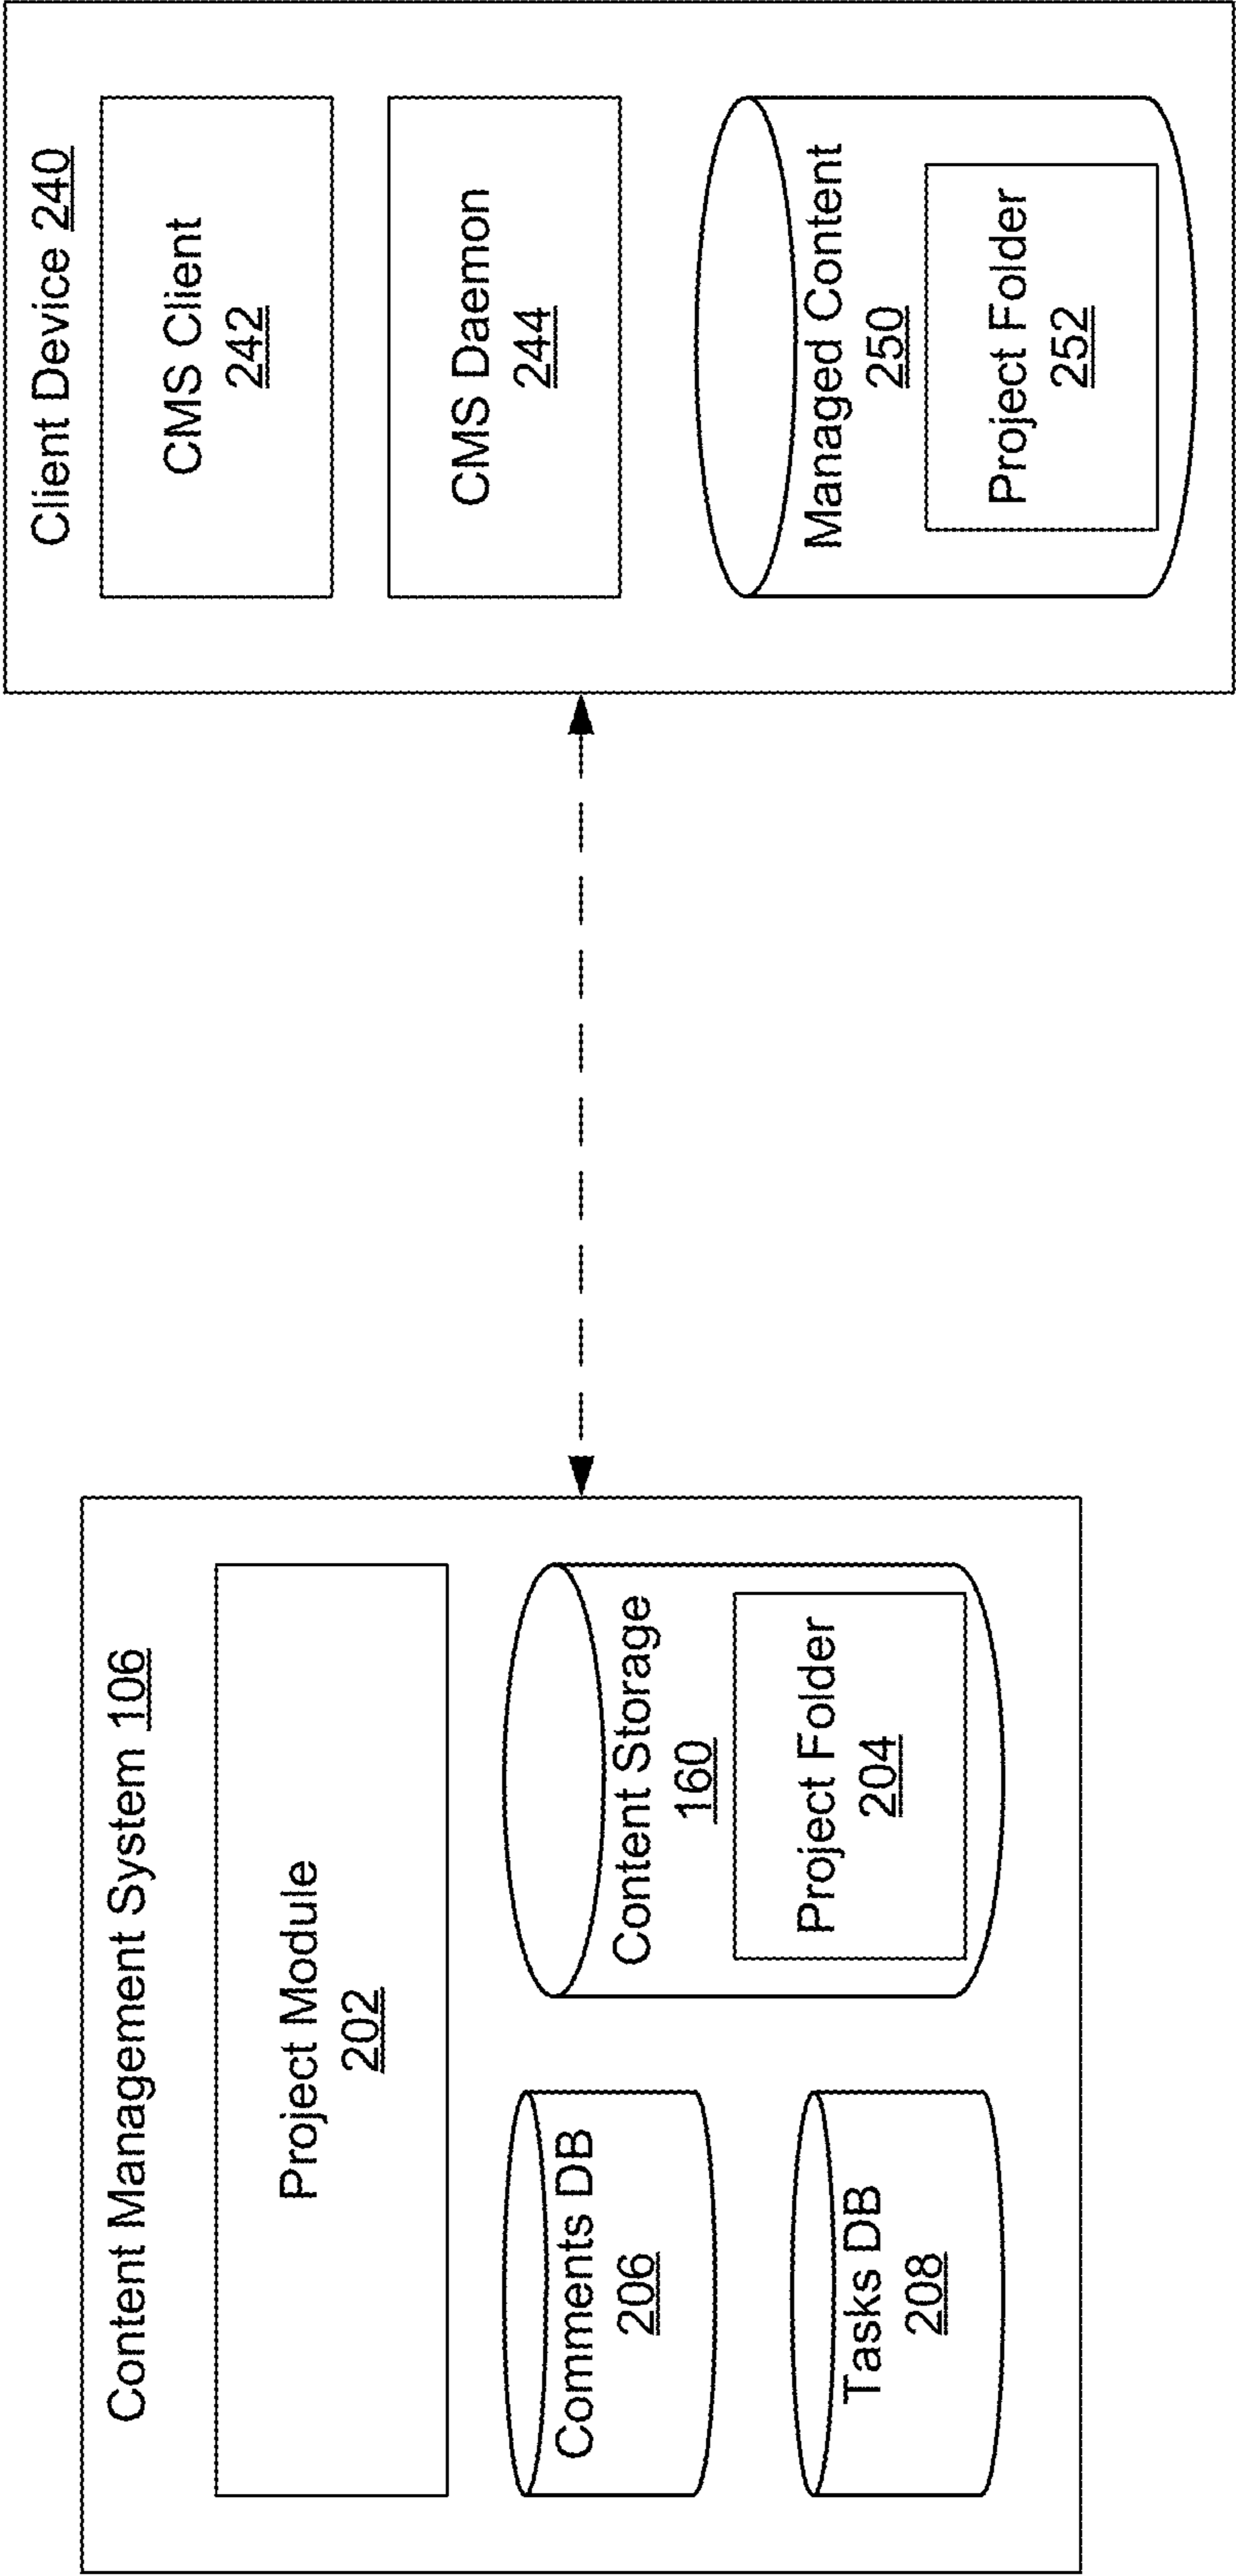 Content Management System 106
Project Module
202
Comments DB
206
Tasks DB
208
Content Storage
160
Project Folder
204
Client Device 240
CMS Client
242
CMS Daemon
244
Managed Content
250
Project Folder
252